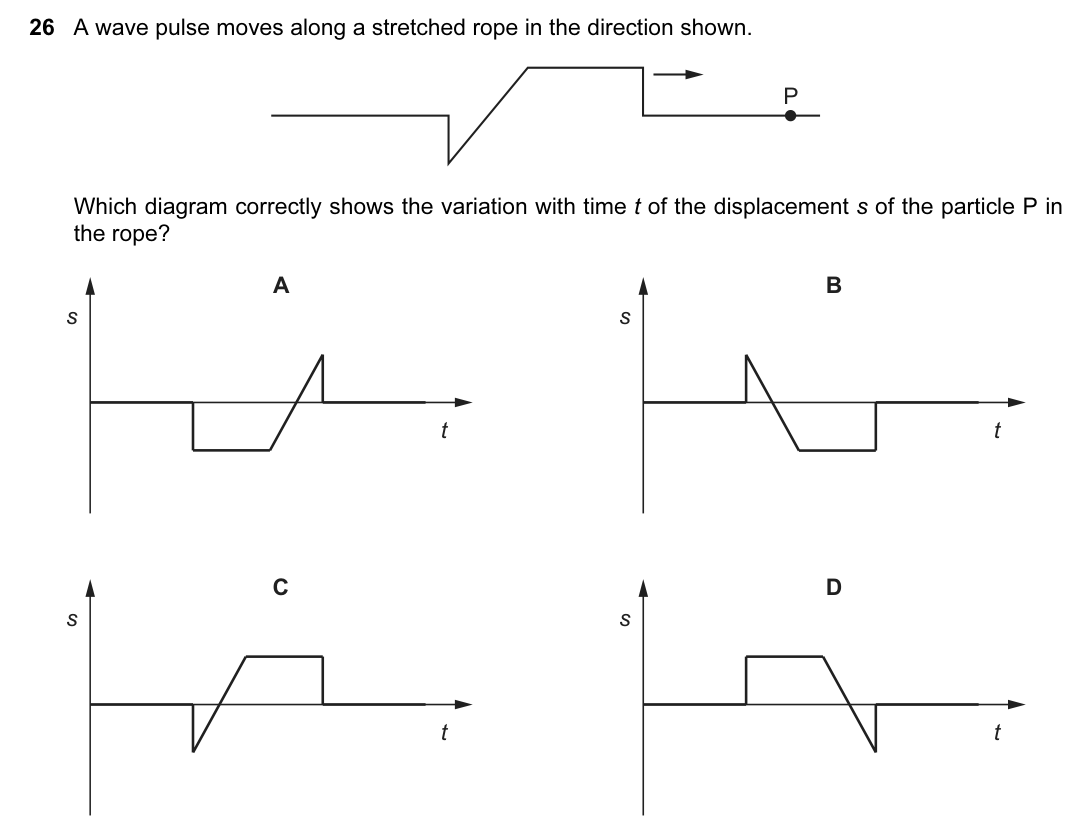 26 A wave pulse moves along a stretched rope in the direction shown.
P
Which diagram correctly shows the variation with time t of the displacement s of the particle P in
the rope?
A
s
t
B
s
t
C
s
t
D
s
t